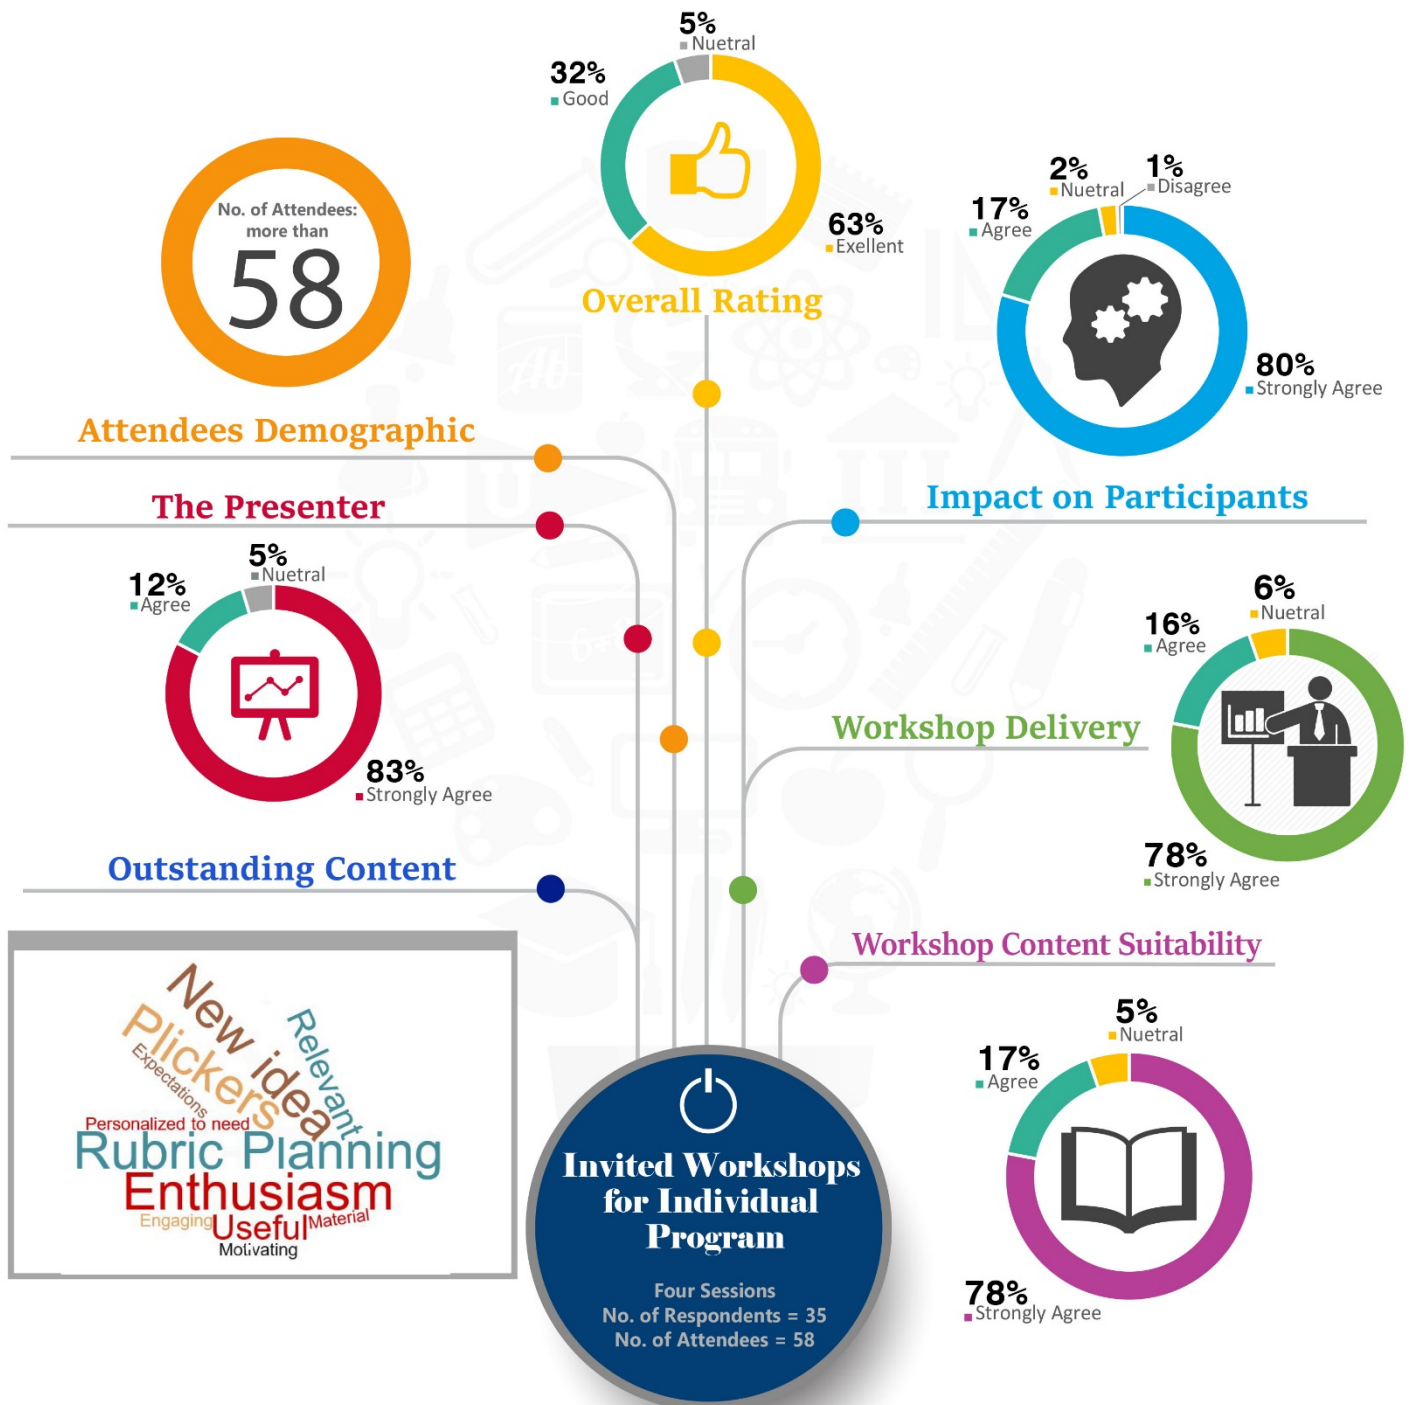 5%
Nuetral
32%
Good
63%
Exellent
Overall Rating
No. of Attendees:
more than
58
Attendees Demographic
2%
Nuetral
1%
Disagree
17%
Agree
80%
Strongly Agree
Impact on Participants
The Presenter
5%
Nuetral
12%
Agree
83%
Strongly Agree
6%
Nuetral
16%
Agree
Workshop Delivery
78%
Strongly Agree
Outstanding Content
New idea
Relevant
Plickers
Expectations
Personalized to need
Rubric Planning
Enthusiasm
Engaging
Useful
Material
Motivating
Workshop Content Suitability
5%
Nuetral
17%
Agree
78%
Strongly Agree
Invited Workshops
for Individual
Program
Four Sessions
No. of Respondents = 35
No. of Attendees = 58